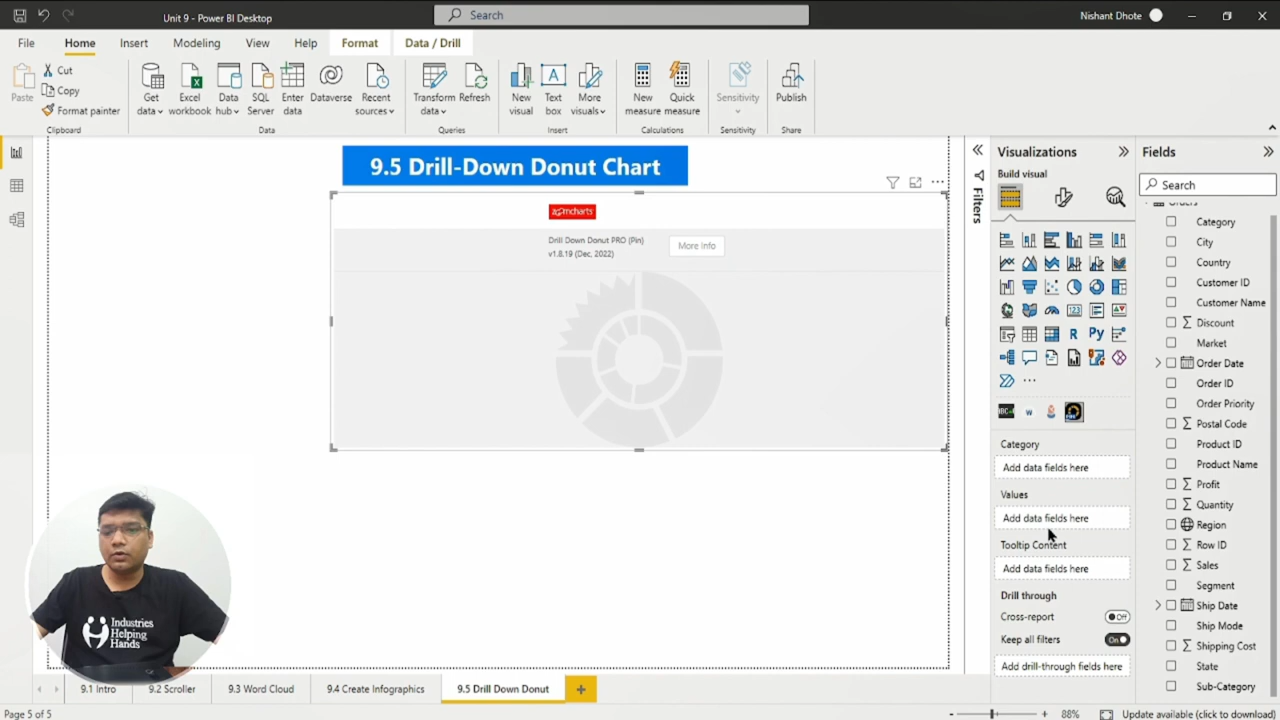 Unit 9 - Power BI Desktop
Search
Nishant Dhote
File
Home
Insert
Modeling
View
Help
Format
Data / Drill
Paste
Cut
Copy
Format painter
Clipboard
Get data
Excel workbook
Data hub
SQL Server
Enter data
Dataverse
Recent sources
Data
Transform data
Refresh
Queries
New visual
Text box
More visuals
Insert
New measure
Quick measure
Calculations
Sensitivity
Sensitivity
Publish
Share
9.5 Drill-Down Donut Chart
zoomcharts
Drill Down Donut PRO (Pin)
v1.8.19 (Dec, 2022)
More Info
Industries
Helping
Hands
Filters
Visualizations
Build visual
R
Py
123
Category
Add data fields here
Values
Add data fields here
Tooltip Content
Add data fields here
Drill through
Cross-report
Off
Keep all filters
On
Add drill-through fields here
Fields
Search
Orders
Category
City
Country
Customer ID
Customer Name
Discount
Market
Order Date
Order ID
Order Priority
Postal Code
Product ID
Product Name
Profit
Quantity
Region
Row ID
Sales
Segment
Ship Date
Ship Mode
Shipping Cost
State
Sub-Category
9.1 Intro
9.2 Scroller
9.3 Word Cloud
9.4 Create Infographics
9.5 Drill Down Donut
Page 5 of 5
88%
Update available (click to download)